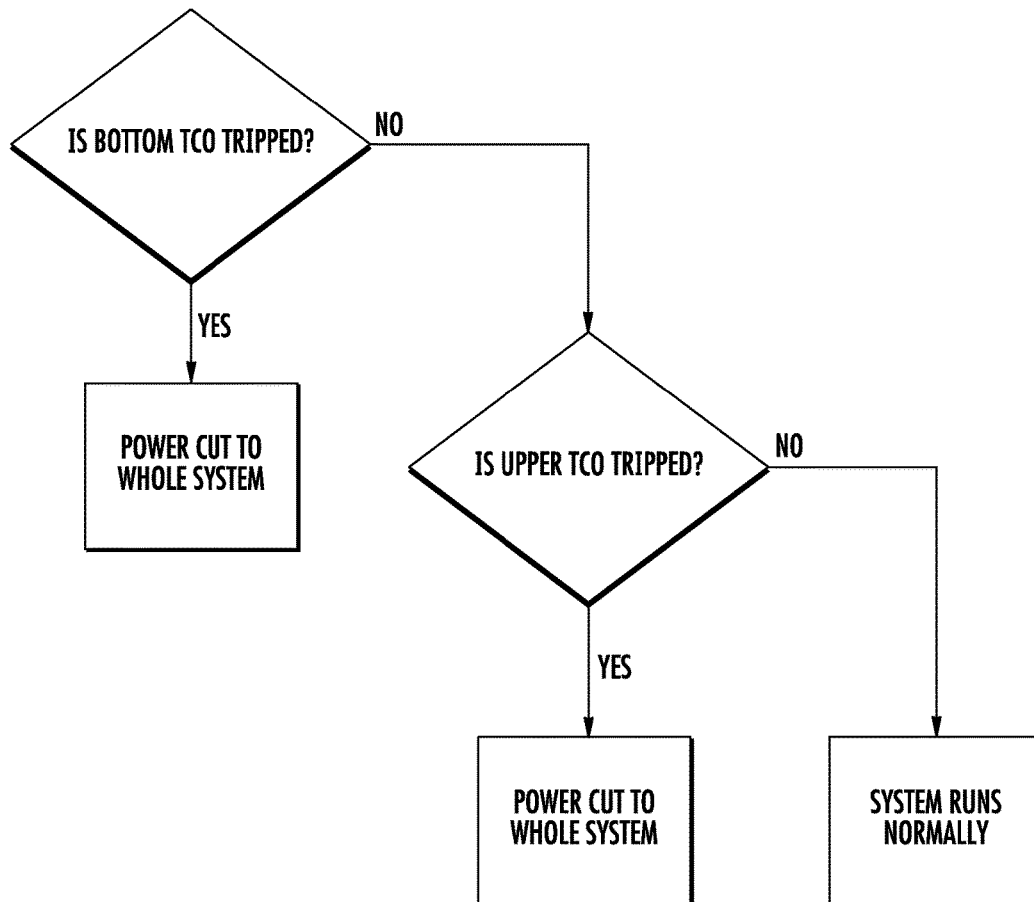 IS BOTTOM TCO TRIPPED?
NO
YES
POWER CUT TO
WHOLE SYSTEM
IS UPPER TCO TRIPPED?
NO
YES
POWER CUT TO
WHOLE SYSTEM
SYSTEM RUNS
NORMALLY